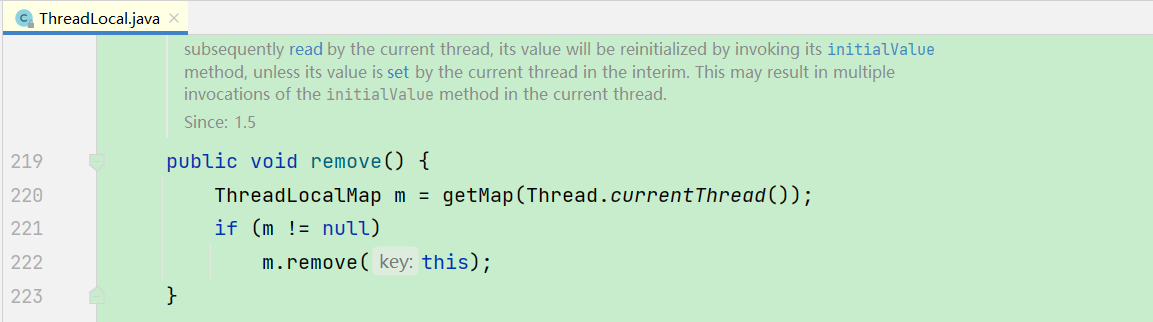 ThreadLocal.java
subsequently read by the current thread, its value will be reinitialized by invoking its initialValue
method, unless its value is set by the current thread in the interim. This may result in multiple
invocations of the initialValue method in the current thread.
Since: 1.5
219 public void remove() {
220 ThreadLocalMap m = getMap(Thread.currentThread());
221 if (m != null)
222 m.remove( key: this);
223 }